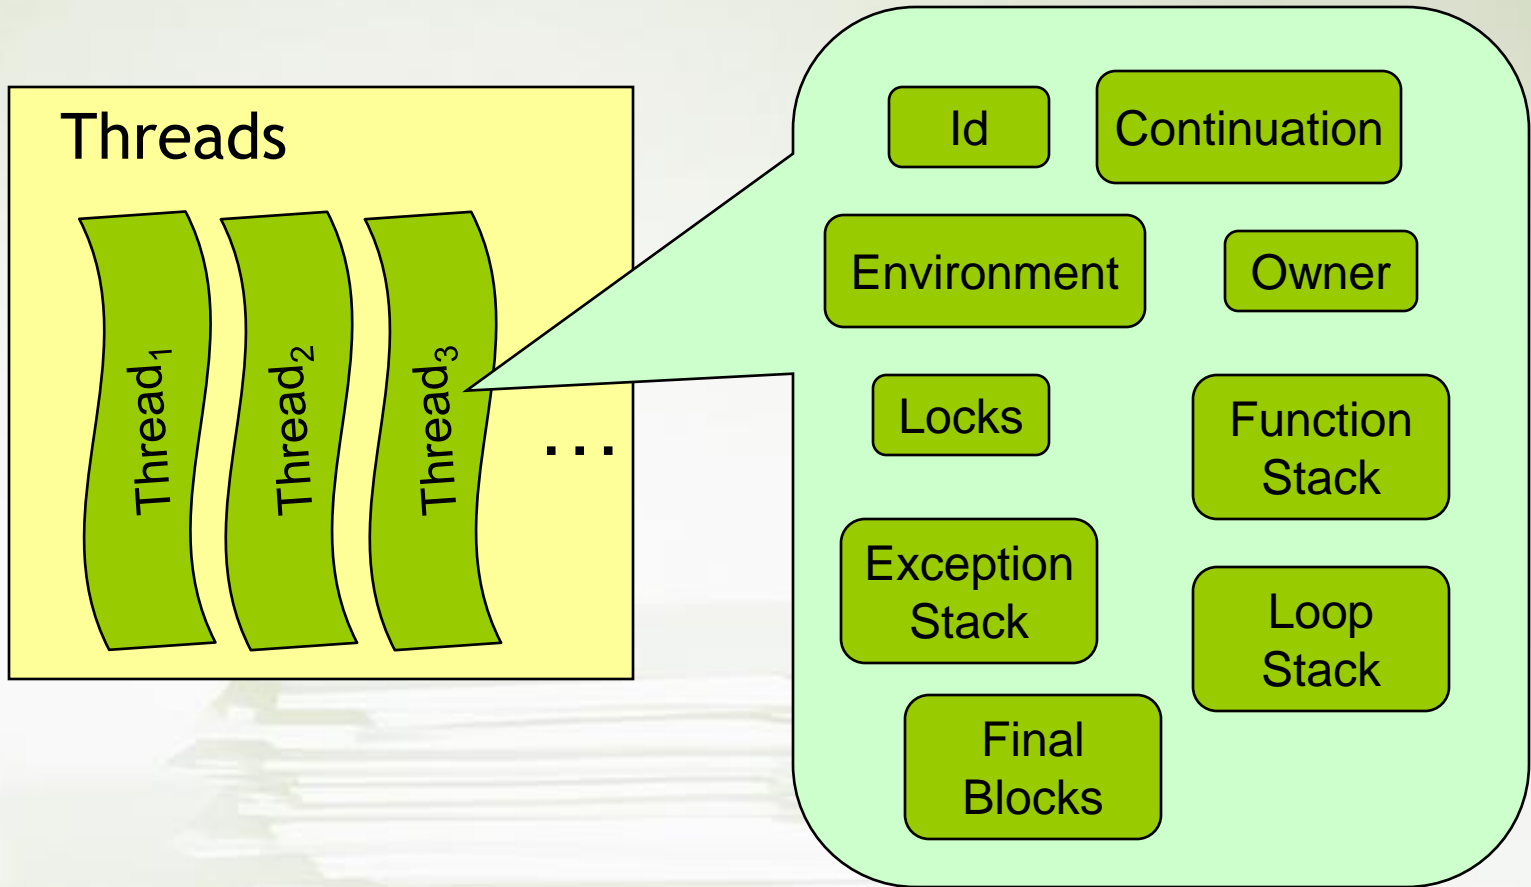 Threads
Thread₁
Thread₂
Thread₃
...
Id
Continuation
Environment
Owner
Locks
Function
Stack
Exception
Stack
Loop
Stack
Final
Blocks